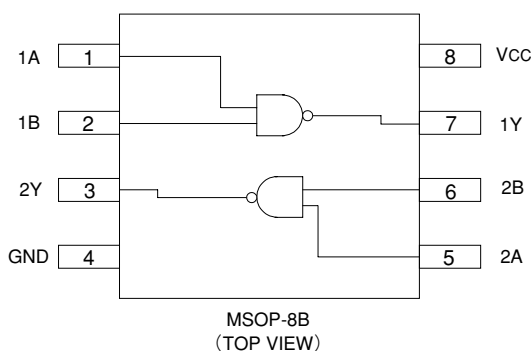 1A 1 8 VCC
1B 2 7 1Y
2Y 3 6 2B
GND 4 5 2A
MSOP-8B
(TOP VIEW)